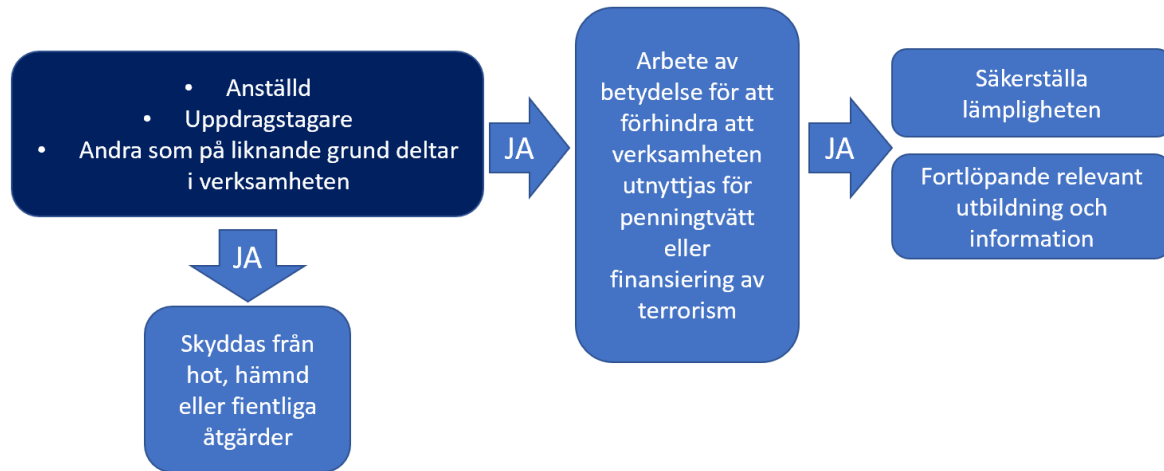 • Anställd
• Uppdragstagare
• Andra som på liknande grund deltar
i verksamheten
JA
Arbete av
betydelse för att
förhindra att
verksamheten
utnyttjas för
penningtvätt
eller
finansiering av
terrorism
JA
Säkerställa
lämpligheten
Fortlöpande relevant
utbildning och
information
JA
Skyddas från
hot, hämnd
eller fientliga
åtgärder